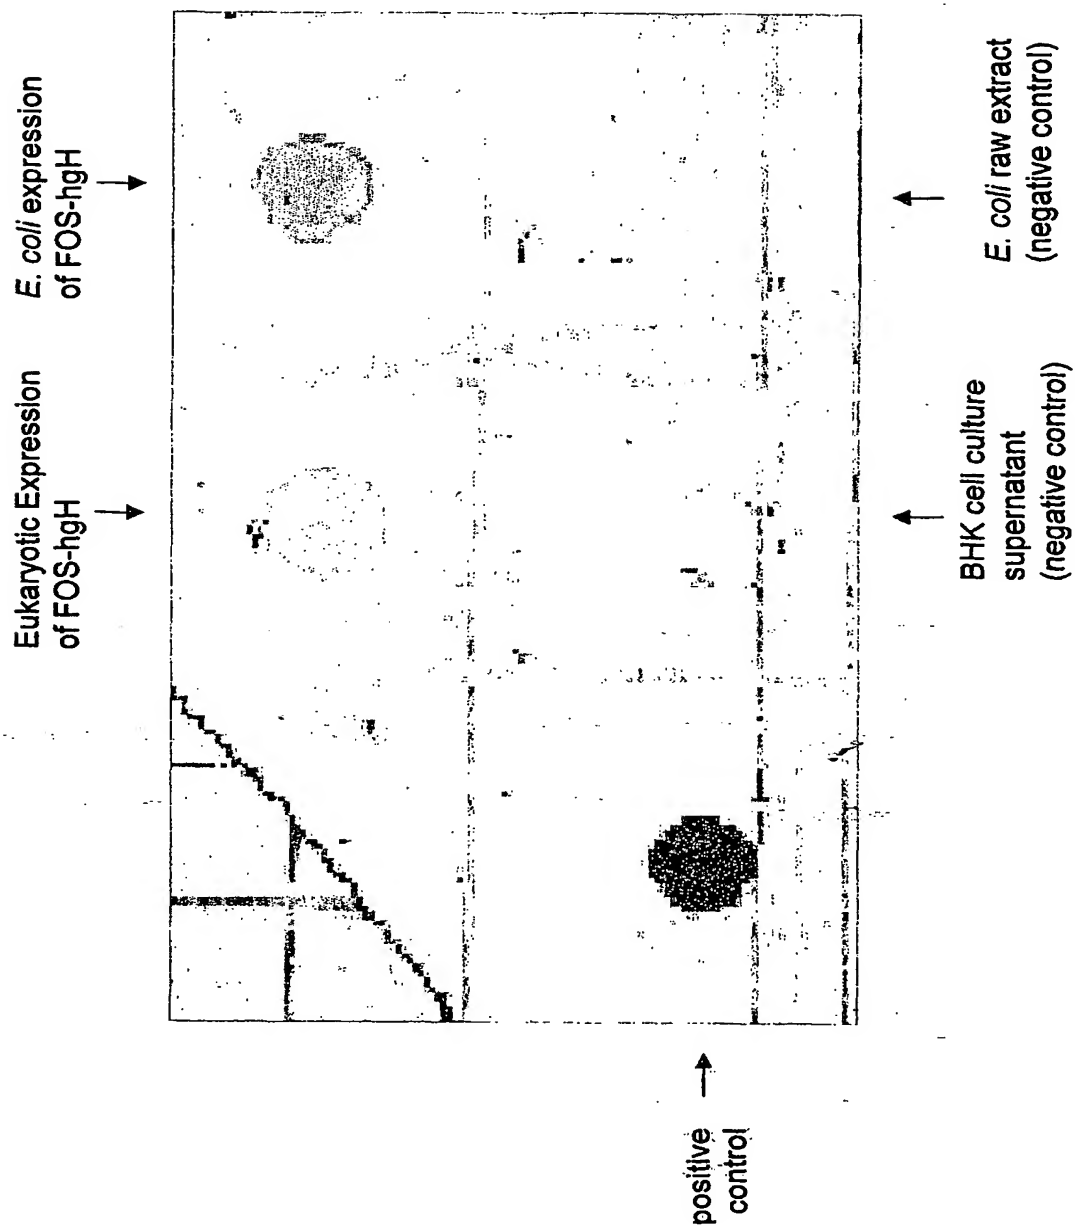 Eukaryotic Expression
of FOS-hgH
E. coli expression
of FOS-hgH
positive
control
BHK cell culture
supernatant
(negative control)
E. coli raw extract
(negative control)